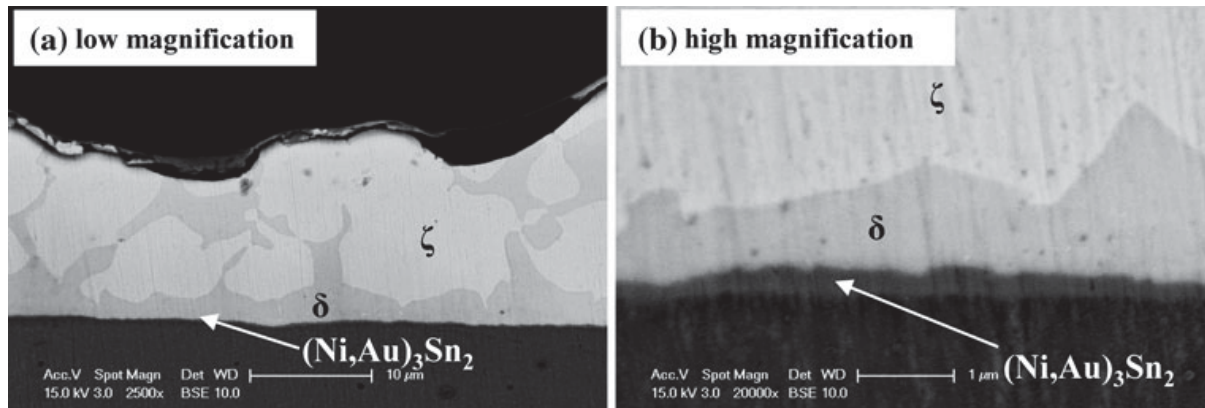 (a) low magnification
ζ
δ
(Ni,Au)₃Sn₂
Acc.V Spot Magn Det WD
15.0 kV 3.0 2500x BSE 10.0
10 μm
(b) high magnification
ζ
δ
(Ni,Au)₃Sn₂
Acc.V Spot Magn Det WD
15.0 kV 3.0 20000x BSE 10.0
1 μm